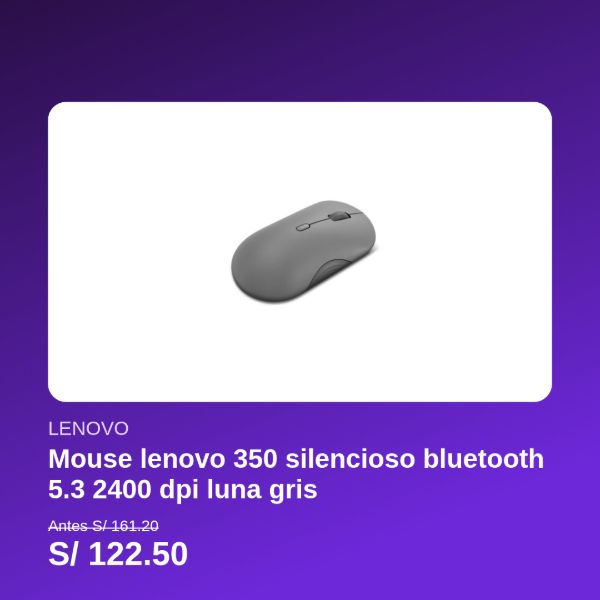 LENOVO
Mouse lenovo 350 silencioso bluetooth
5.3 2400 dpi luna gris
Antes S/ 161.20
S/ 122.50